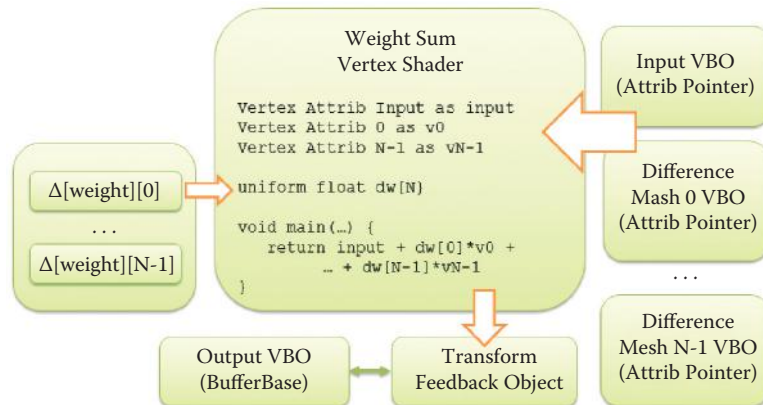 Weight Sum
Vertex Shader
Vertex Attrib Input as input
Vertex Attrib 0 as v0
Vertex Attrib N-1 as vN-1
uniform float dw[N}
void main(…) {
return input + dw[0]*v0 +
… + dw[N-1]*vN-1
}
Δ[weight][0]
...
Δ[weight][N-1]
Input VBO
(Attrib Pointer)
Difference
Mash 0 VBO
(Attrib Pointer)
...
Difference
Mesh N-1 VBO
(Attrib Pointer)
Output VBO
(BufferBase)
Transform
Feedback Object